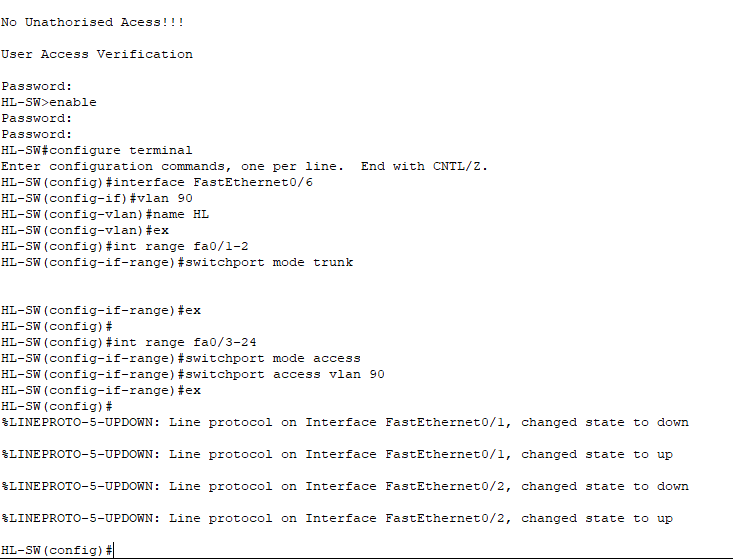 No Unathorised Acess!!!
User Access Verification
Password:
HL-SW>enable
Password:
Password:
HL-SW#configure terminal
Enter configuration commands, one per line.  End with CNTL/Z.
HL-SW(config)#interface FastEthernet0/6
HL-SW(config-if)#vlan 90
HL-SW(config-vlan)#name HL
HL-SW(config-vlan)#ex
HL-SW(config)#int range fa0/1-2
HL-SW(config-if-range)#switchport mode trunk
HL-SW(config-if-range)#ex
HL-SW(config)#
HL-SW(config)#int range fa0/3-24
HL-SW(config-if-range)#switchport mode access
HL-SW(config-if-range)#switchport access vlan 90
HL-SW(config-if-range)#ex
HL-SW(config)#
%LINEPROTO-5-UPDOWN: Line protocol on Interface FastEthernet0/1, changed state to down
%LINEPROTO-5-UPDOWN: Line protocol on Interface FastEthernet0/1, changed state to up
%LINEPROTO-5-UPDOWN: Line protocol on Interface FastEthernet0/2, changed state to down
%LINEPROTO-5-UPDOWN: Line protocol on Interface FastEthernet0/2, changed state to up
HL-SW(config)#